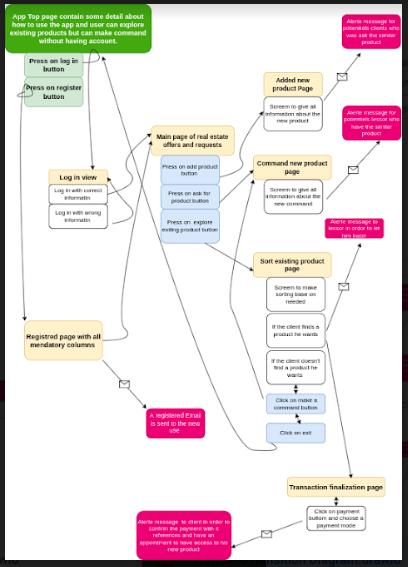 App Top page contain some detail about
how to use the app and user can explore
existing products but can make command
without having account.
Press on log in
button
Press on register
button
Alerte message for
potentiels clients who
was ask the similar
product
Added new
product Page
Screem to give all
information about the
new product
Alerte message for
potentiels lessor who
have the similar
product
Main page of real estate
offers and requests
Press on add product
button
Press on ask for
product button
Press on explore
exiting product button
Command new product
page
Screem to give all
information about the
new command
Log in view
Log in with correct
informatin
Log in with wrong
informatin
Alerte message to
lessor in order to let
him
Sort existing product
page
Screem to make
sorting base on
needed
If the client finds a
product he wants
If the client doesn't
find a product he
wants
Click on make a
command button
Click on exit
Registred page with all
mendatory columns
A registered Email
is sent to the new
use
Transaction finalization page
Click on payment
buttom and choose a
payment mode
Alerte message to client in order to
confirm the payment with it
references and have an
appointment to have access to his
new product